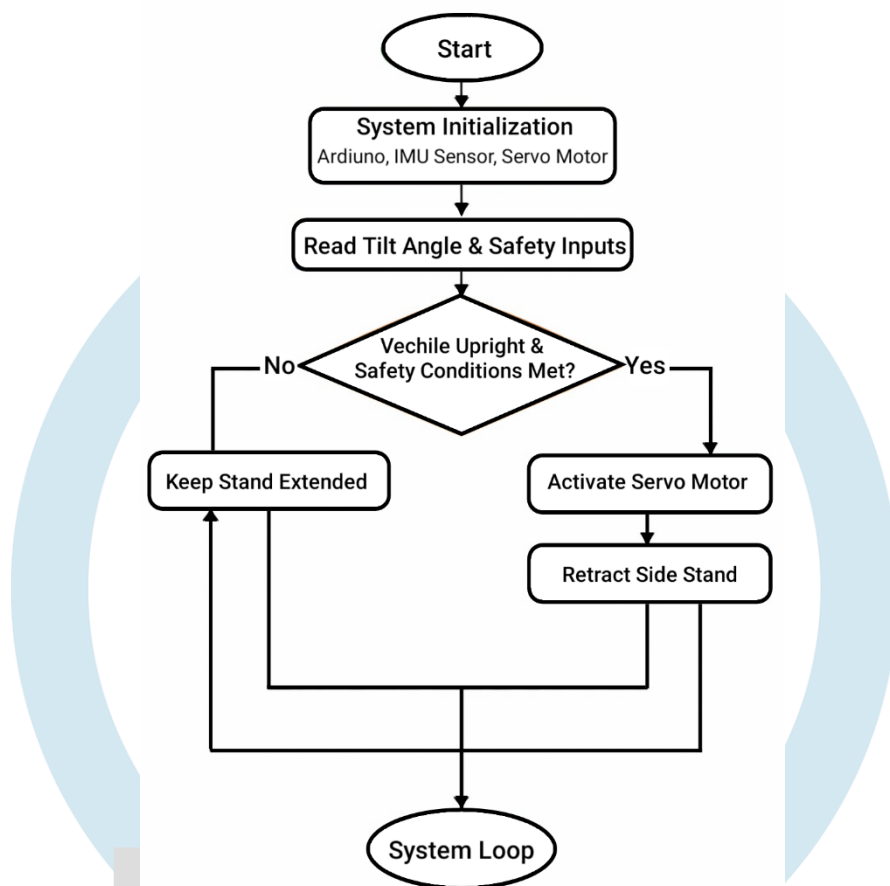 Start
System Initialization
Ardiuno, IMU Sensor, Servo Motor
Read Tilt Angle & Safety Inputs
Vechile Upright &
Safety Conditions Met?
No
Yes
Keep Stand Extended
Activate Servo Motor
Retract Side Stand
System Loop